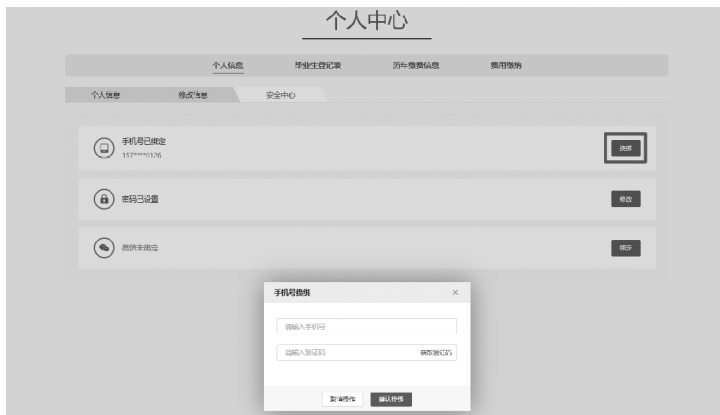 个人中心
个人信息 毕业生登记表 历年缴费信息 费用缴纳
个人信息 修改信息 安全中心
手机号已绑定
157****0126
换绑
密码已设置
修改
微信未绑定
绑定
手机号换绑
请输入手机号
请输入验证码 获取验证码
取消操作 确认换绑